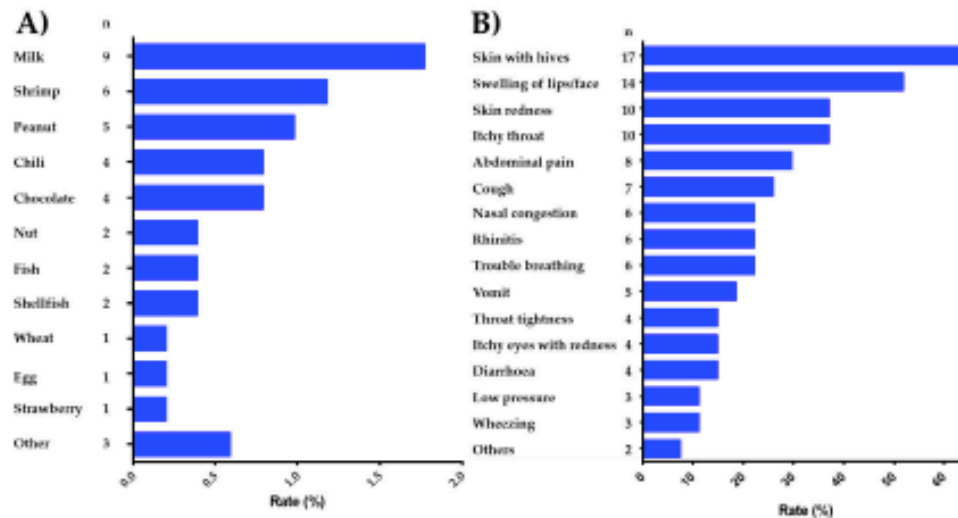 A)
n
Milk 9
Shrimp 6
Peanut 5
Chili 4
Chocolate 4
Nut 2
Fish 2
Shellfish 2
Wheat 1
Egg 1
Strawberry 1
Other 3
0.0 0.5 1.0 1.5 2.0
Rate (%)
B)
n
Skin with hives 17
Swelling of lips/face 14
Skin redness 10
Itchy throat 10
Abdominal pain 8
Cough 7
Nasal congestion 6
Rhinitis 6
Trouble breathing 6
Vomit 5
Throat tightness 4
Itchy eyes with redness 4
Diarrhoea 4
Low pressure 3
Wheezing 3
Others 2
0 10 20 30 40 50 60
Rate (%)